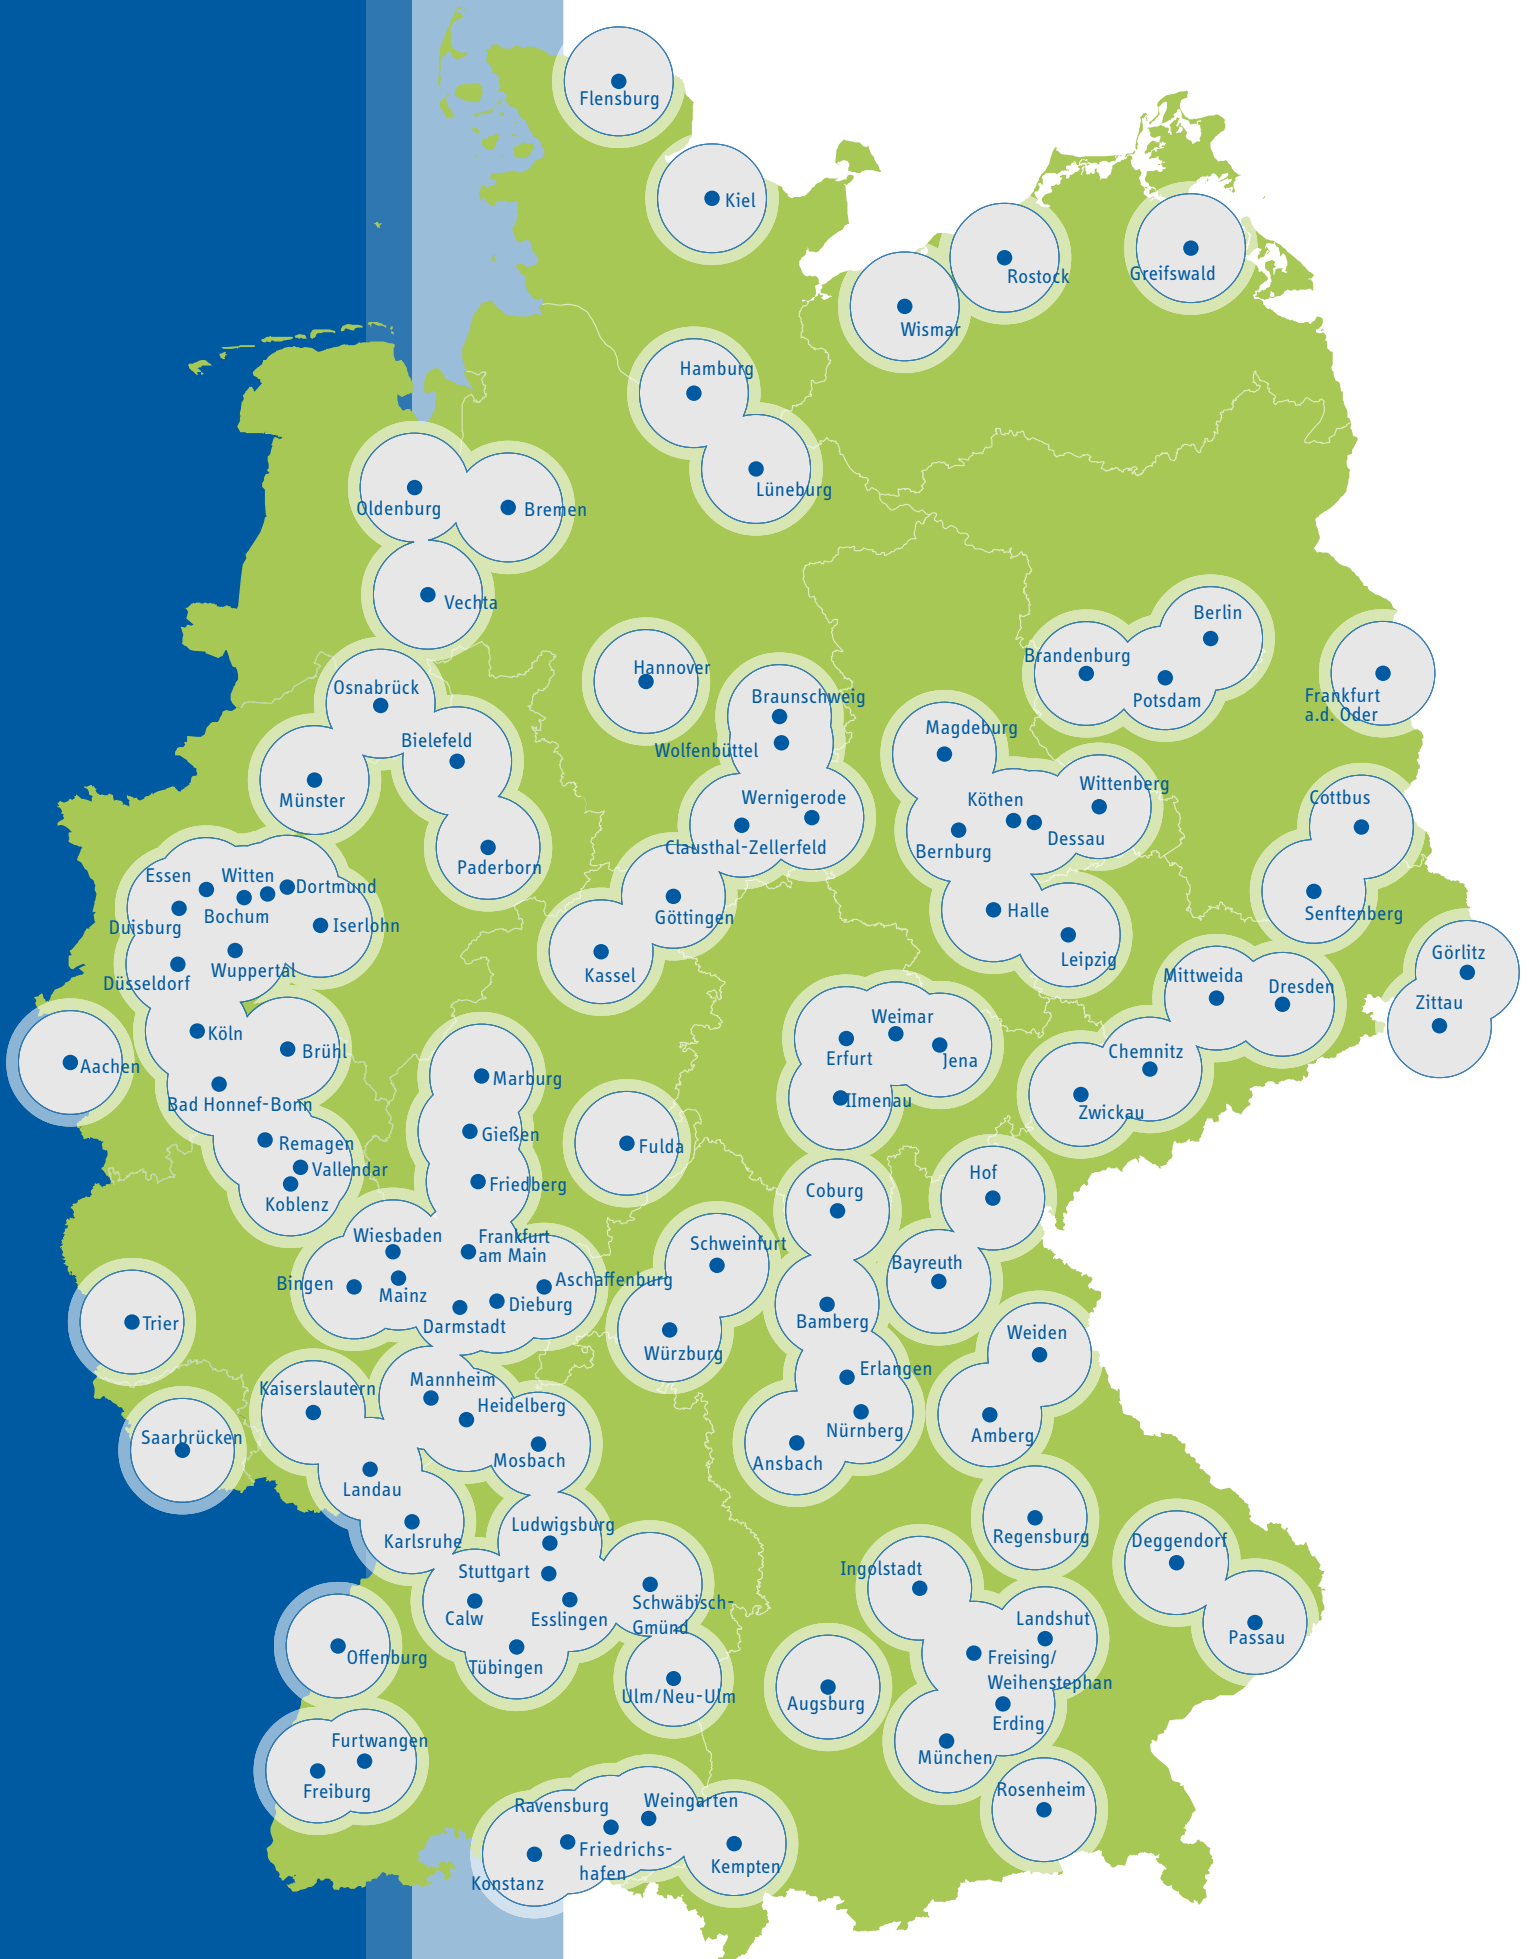 Flensburg
Kiel
Rostock
Greifswald
Wismar
Hamburg
Lüneburg
Oldenburg
Bremen
Vechta
Berlin
Brandenburg
Potsdam
Hannover
Frankfurt
a.d. Oder
Osnabrück
Braunschweig
Wolfenbüttel
Bielefeld
Magdeburg
Münster
Wernigerode
Clausthal-Zellerfeld
Köthen
Wittenberg
Bernburg
Dessau
Cottbus
Paderborn
Essen
Witten
Dortmund
Bochum
Duisburg
Iserlohn
Göttingen
Halle
Senftenberg
Wuppertal
Düsseldorf
Kassel
Leipzig
Görlitz
Mittweida
Dresden
Zittau
Köln
Brühl
Weimar
Erfurt
Jena
Chemnitz
Aachen
Marburg
Bad Honnef-Bonn
IImenau
Zwickau
Remagen
Gießen
Fulda
Vallendar
Friedberg
Koblenz
Coburg
Hof
Wiesbaden
Frankfurt
am Main
Schweinfurt
Bayreuth
Bingen
Mainz
Aschaffenburg
Dieburg
Darmstadt
Trier
Bamberg
Würzburg
Weiden
Kaiserslautern
Mannheim
Erlangen
Heidelberg
Saarbrücken
Nürnberg
Amberg
Mosbach
Ansbach
Landau
Ludwigsburg
Karlsruhe
Regensburg
Deggendorf
Stuttgart
Ingolstadt
Schwäbisch-
Gmünd
Calw
Esslingen
Landshut
Passau
Offenburg
Tübingen
Freising/
Weihenstephan
Ulm/Neu-Ulm
Augsburg
Erding
Furtwangen
München
Freiburg
Rosenheim
Ravensburg
Weingarten
Friedrichs-
hafen
Kempten
Konstanz